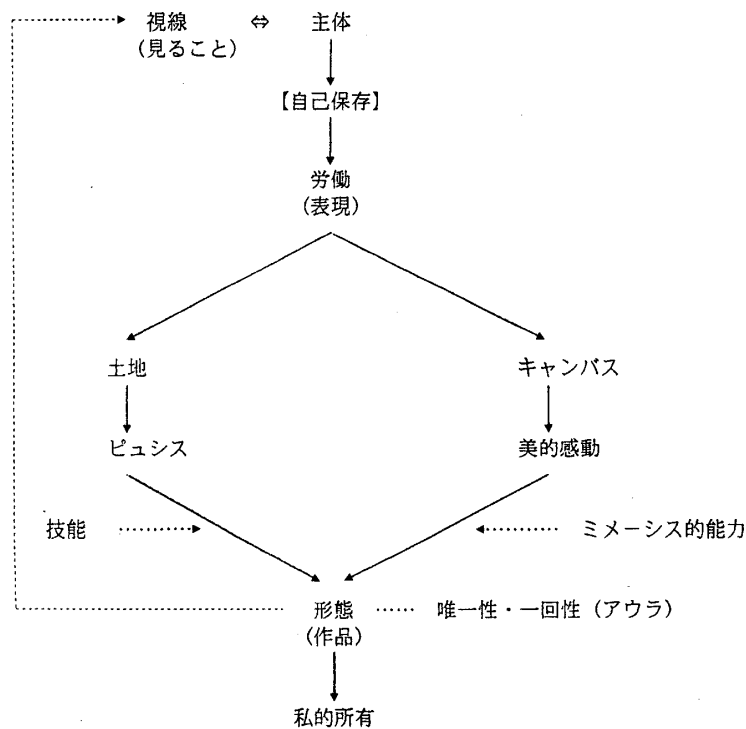 視線 ⇔ 主体
(見ること)
【自己保存】
労働
(表現)
土地 キャンバス
ピュシス 美的感動
技能 ミメーシス的能力
形態 …… 唯一性・一回性(アウラ)
(作品)
私的所有